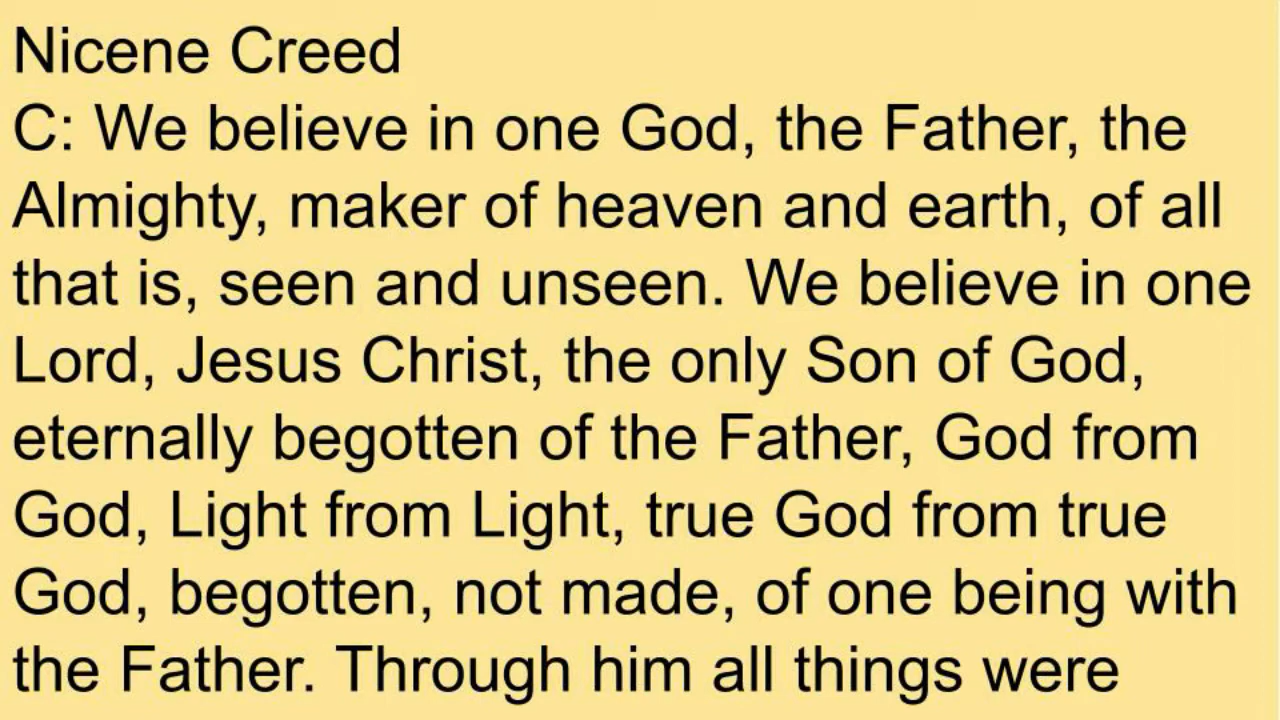 Nicene Creed
C: We believe in one God, the Father, the
Almighty, maker of heaven and earth, of all
that is, seen and unseen. We believe in one
Lord, Jesus Christ, the only Son of God,
eternally begotten of the Father, God from
God, Light from Light, true God from true
God, begotten, not made, of one being with
the Father. Through him all things were